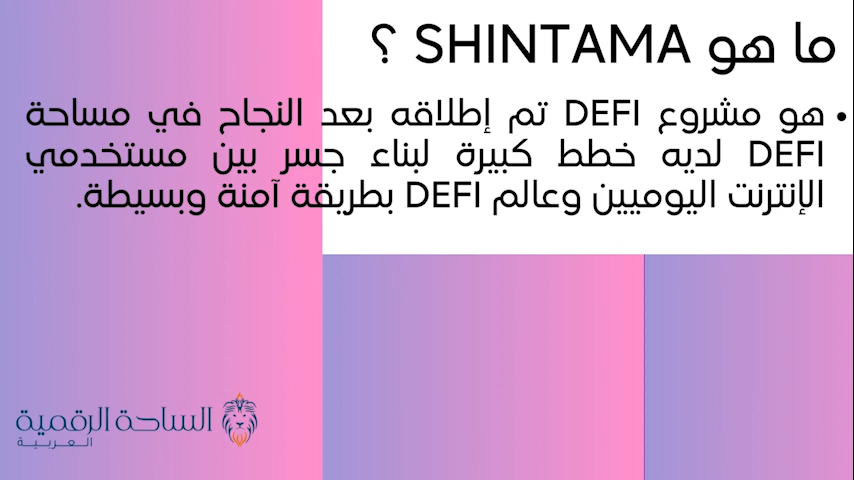 ما هو SHINTAMA ؟
• هو مشروع DEFI تم إطلاقه بعد النجاح في مساحة
DEFI لديه خطط كبيرة لبناء جسر بين مستخدمي
الإنترنت اليوميين وعالم DEFI بطريقة آمنة وبسيطة.
الساحة الرقمية
العربية